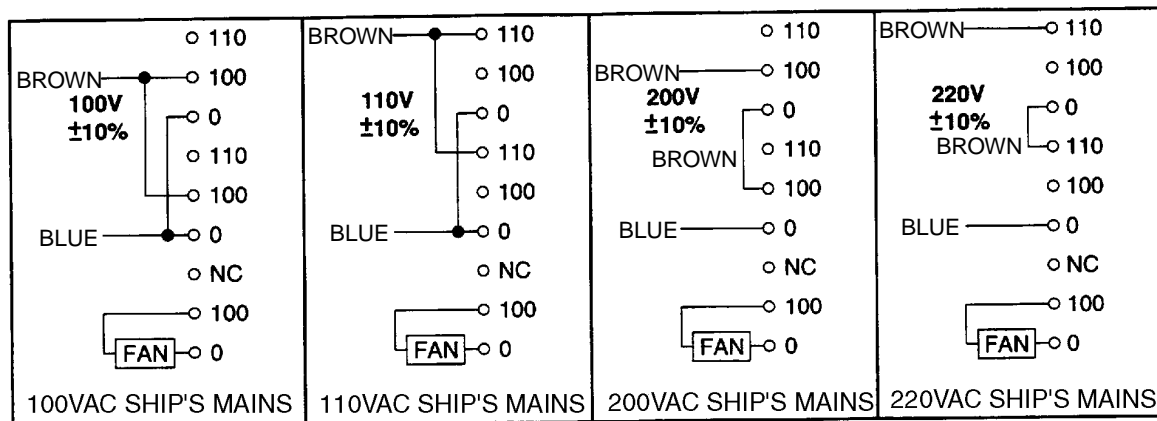 110
BROWN
100
100V
±10%
0
110
100
BLUE
0
NC
100
FAN
0
100VAC SHIP'S MAINS
BROWN
110
100
110V
±10%
0
110
100
BLUE
0
NC
100
FAN
0
110VAC SHIP'S MAINS
110
BROWN
100
200V
±10%
0
BROWN
110
100
BLUE
0
NC
100
FAN
0
200VAC SHIP'S MAINS
BROWN
110
100
220V
±10%
0
BROWN
110
100
BLUE
0
NC
100
FAN
0
220VAC SHIP'S MAINS